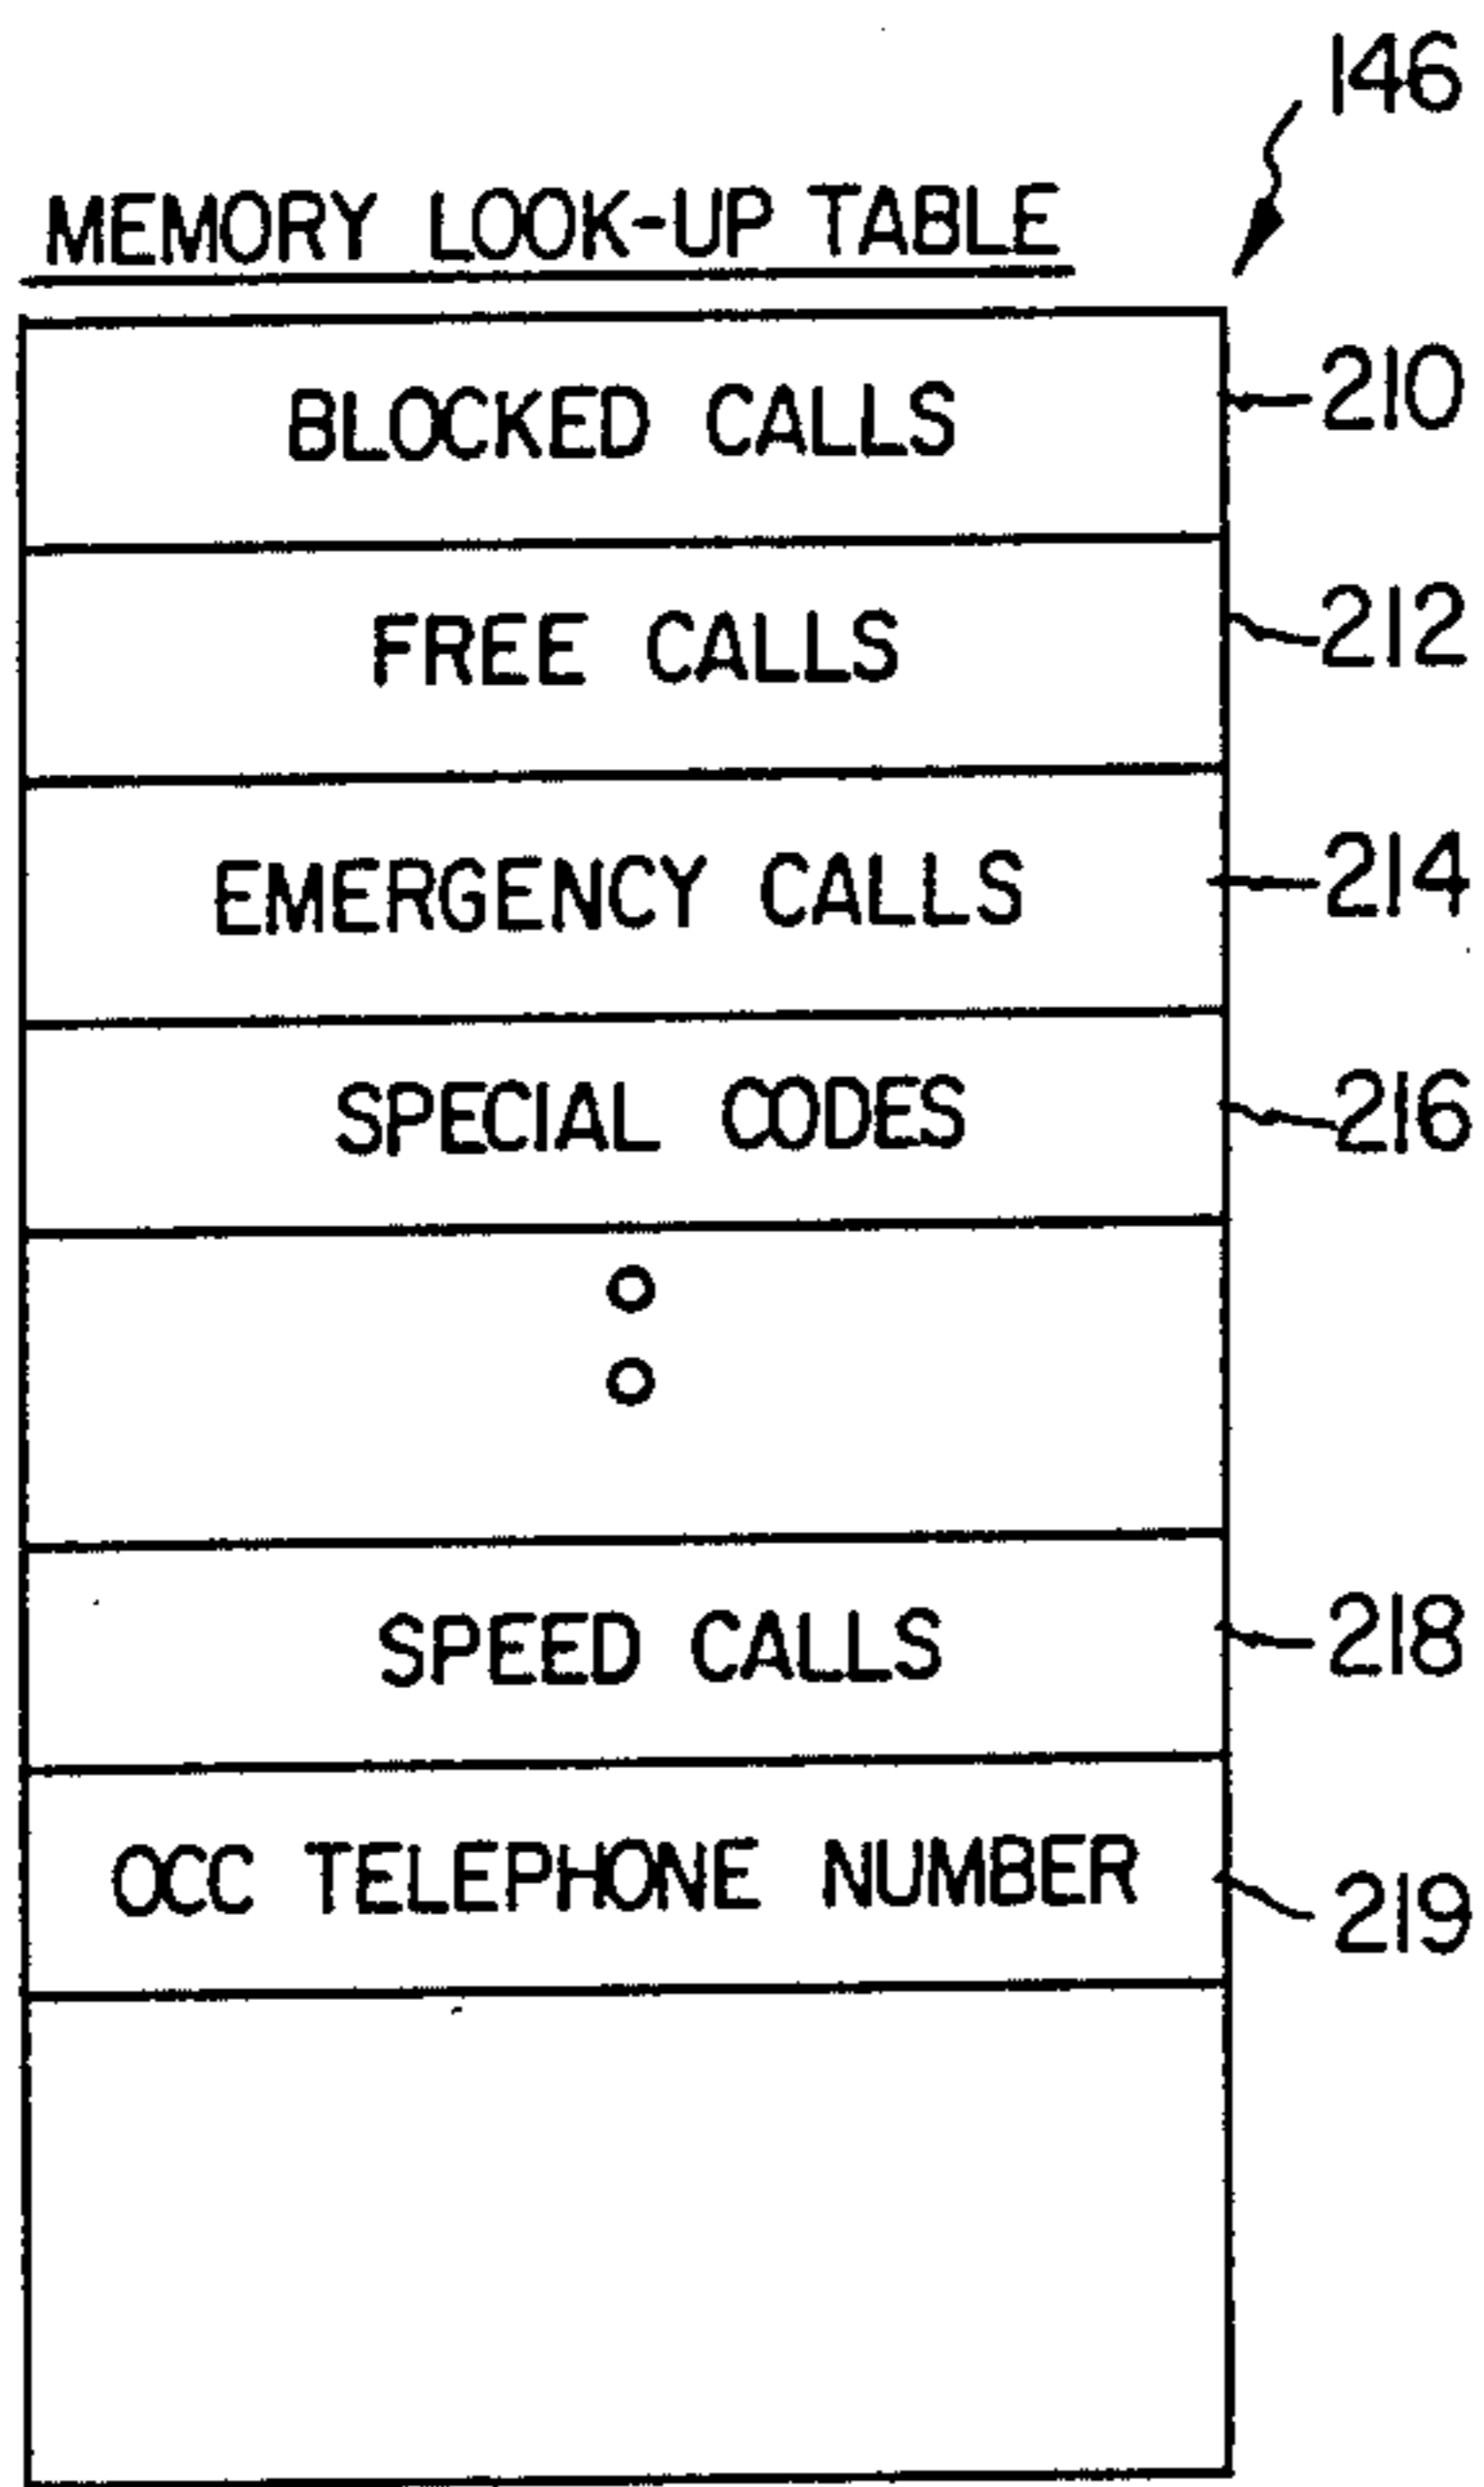 146
MEMORY LOOK-UP TABLE
BLOCKED CALLS 210
FREE CALLS 212
EMERGENCY CALLS 214
SPECIAL CODES 216
SPEED CALLS 218
OCC TELEPHONE NUMBER 219